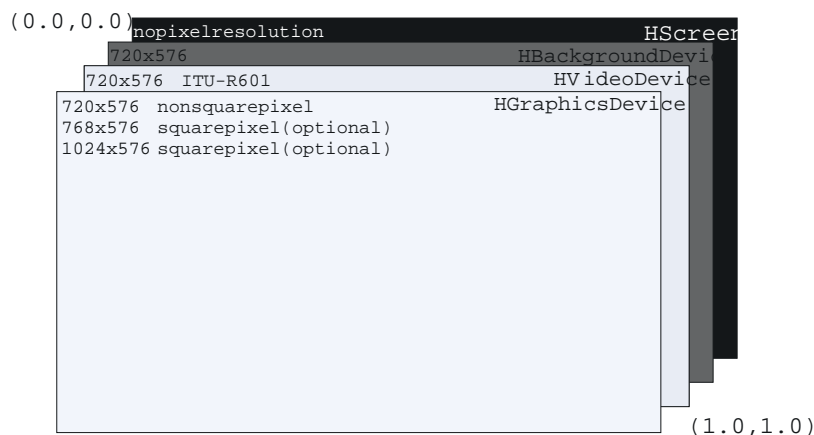 (0.0,0.0)
nopixelresolution HScreen
720x576 HBackgroundDevi
720x576 ITU-R601 HVideoDevice
720x576 nonsquarepixel HGraphicsDevice
768x576 squarepixel(optional)
1024x576 squarepixel(optional)
(1.0,1.0)